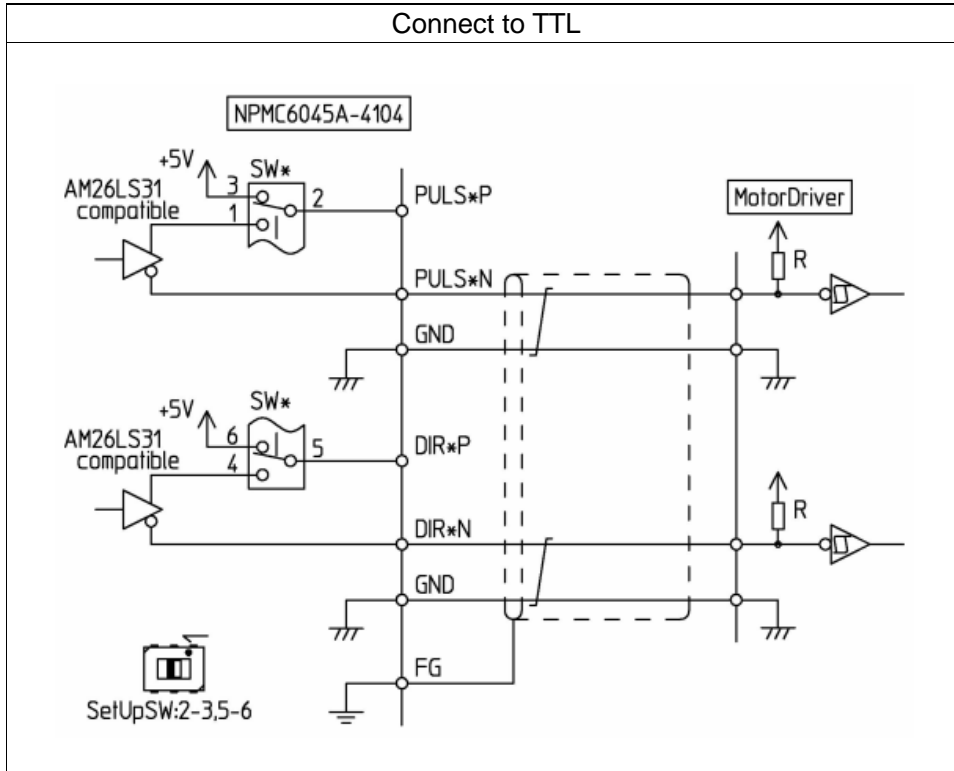 Connect to TTL
NPMC6045A-4104
+5V
SW*
AM26LS31
compatible
3
1
2
PULS*P
MotorDriver
R
PULS*N
GND
+5V
SW*
AM26LS31
compatible
6
4
5
DIR*P
R
DIR*N
GND
FG
SetUpSW:2-3,5-6